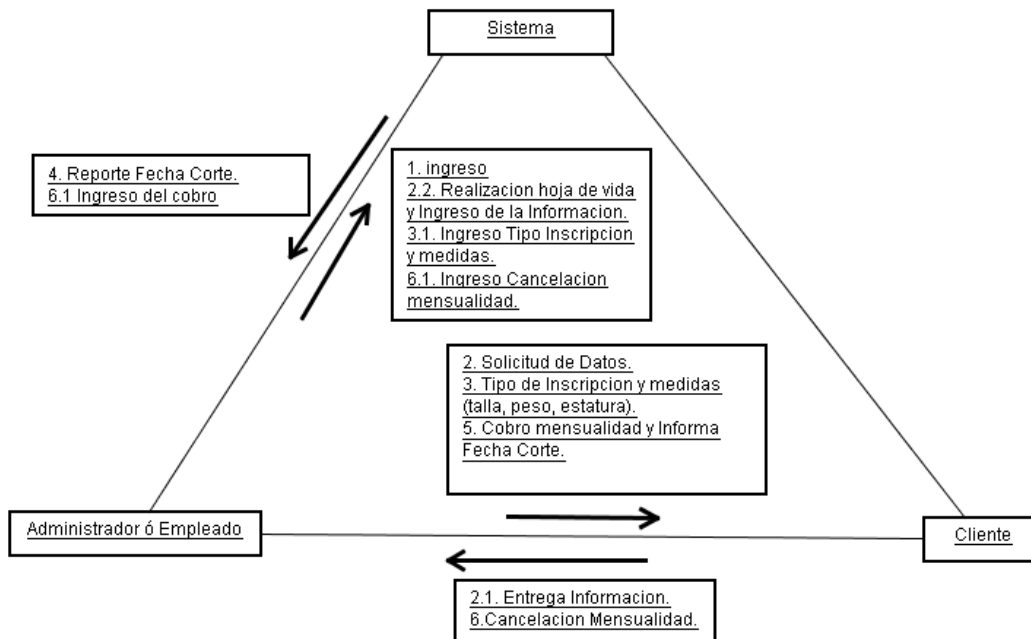 Sistema
4. Reporte Fecha Corte.
6.1 Ingreso del cobro
1. ingreso
2.2. Realizacion hoja de vida
y Ingreso de la Informacion.
3.1. Ingreso Tipo Inscripcion
y medidas.
6.1. Ingreso Cancelacion
mensualidad.
2. Solicitud de Datos.
3. Tipo de Inscripcion y medidas
(talla, peso, estatura).
5. Cobro mensualidad y Informa
Fecha Corte.
Administrador ó Empleado
Cliente
2.1. Entrega Informacion.
6.Cancelacion Mensualidad.